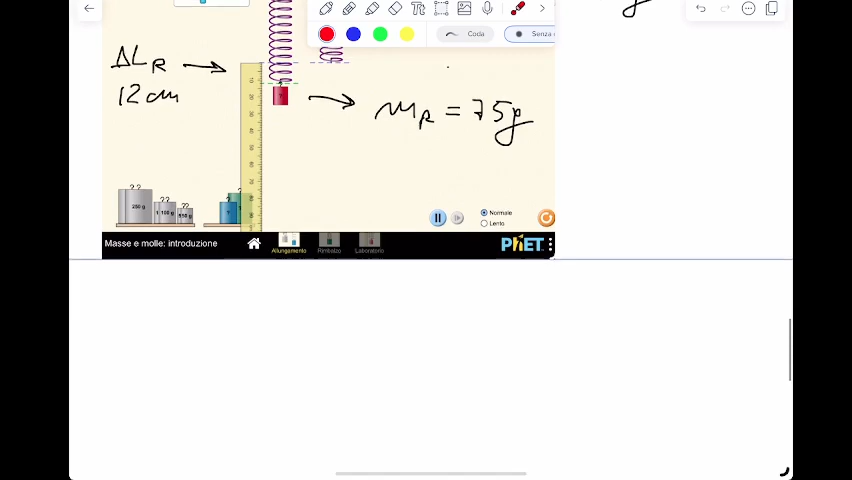 Coda
ΔL_R →
12 cm
→ m_R = 75 g
250 g
100 g
50 g
?
Normale
Lento
Masse e molle: introduzione
Allungamento
Rimbalzo
Laboratorio
PhET